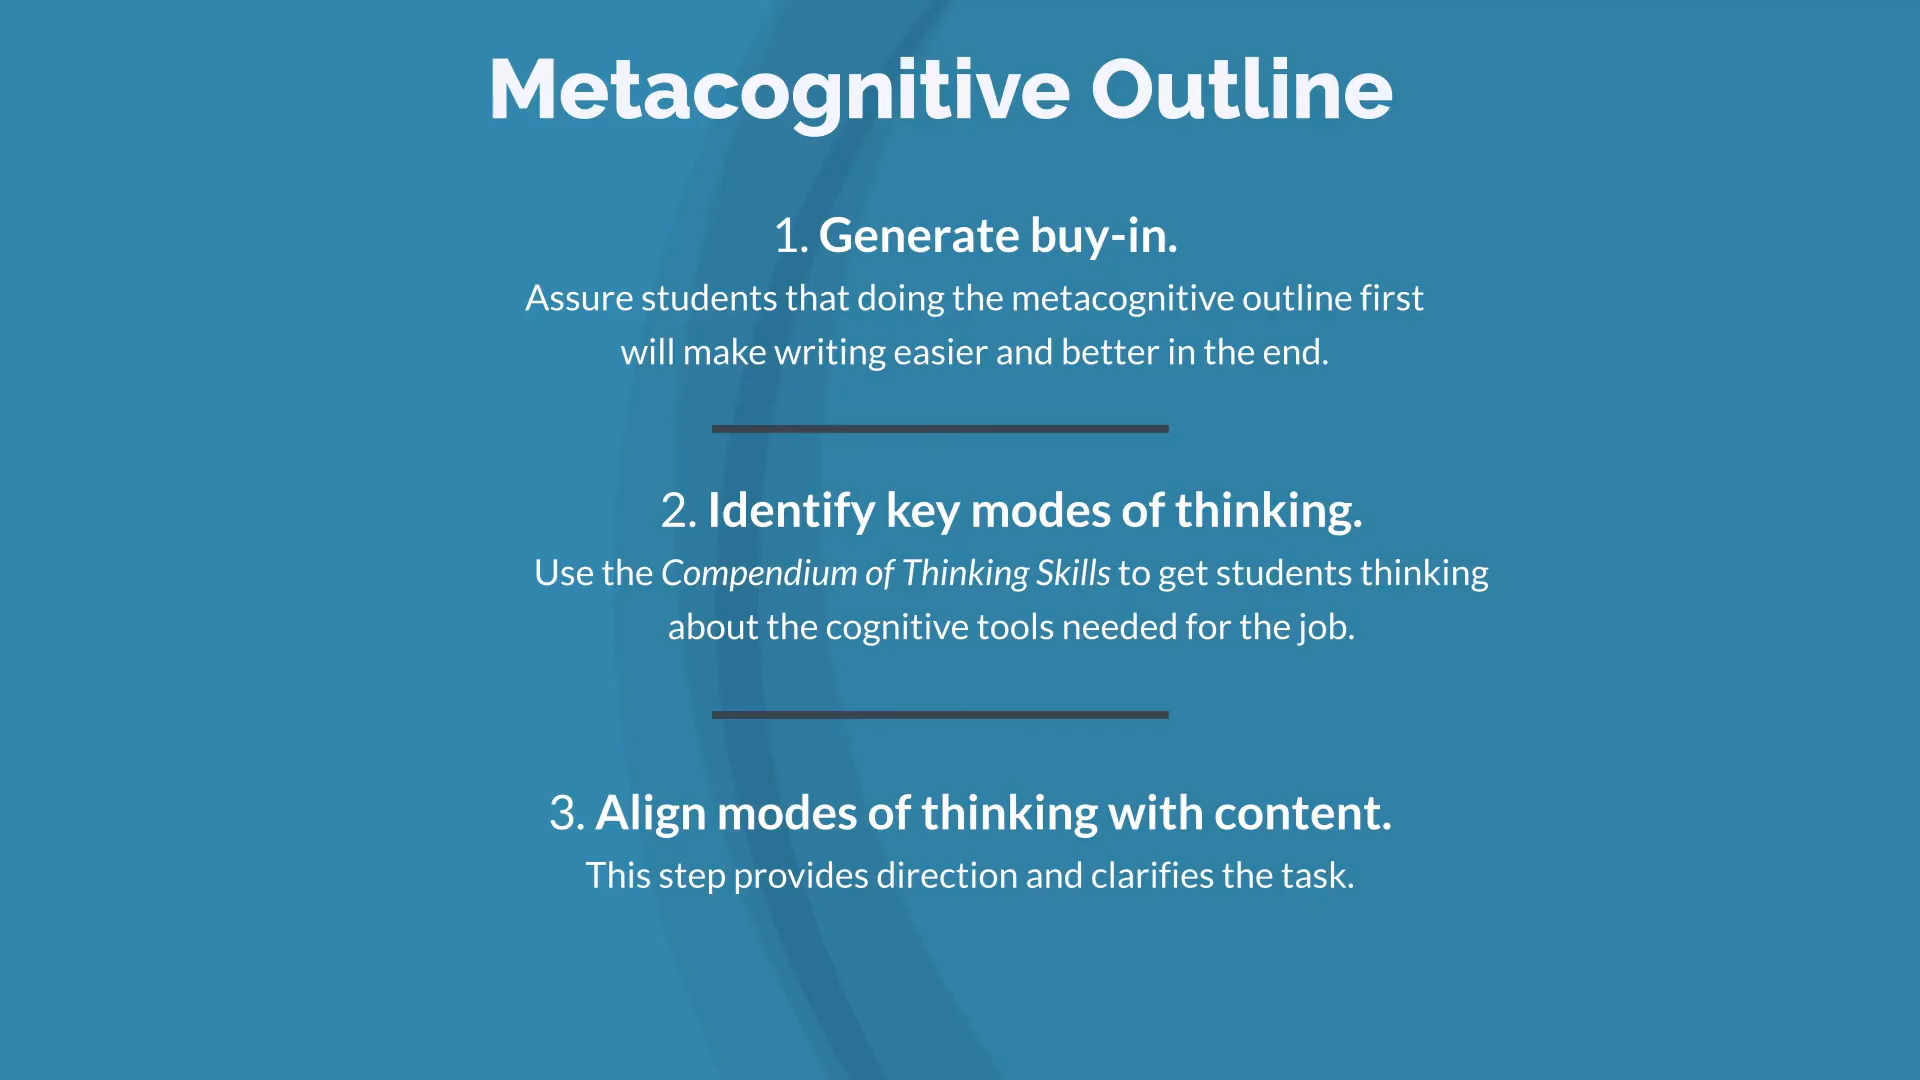 Metacognitive Outline
1. Generate buy-in.
Assure students that doing the metacognitive outline first
will make writing easier and better in the end.
2. Identify key modes of thinking.
Use the Compendium of Thinking Skills to get students thinking
about the cognitive tools needed for the job.
3. Align modes of thinking with content.
This step provides direction and clarifies the task.